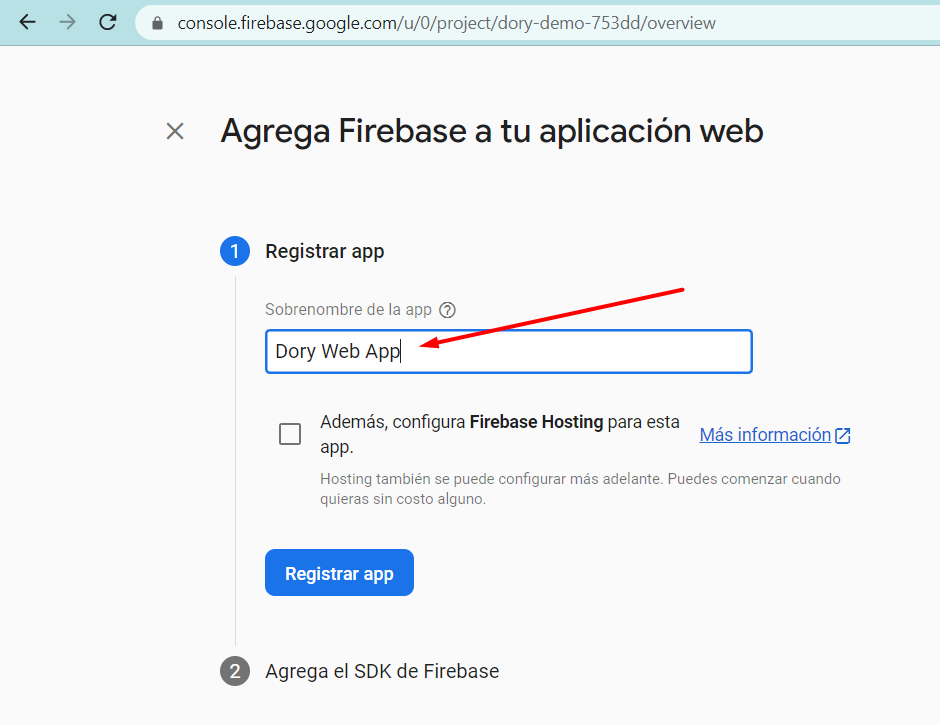 console.firebase.google.com/u/0/project/dory-demo-753dd/overview
Agrega Firebase a tu aplicación web
1 Registrar app
Sobrenombre de la app ?
Dory Web App
Además, configura Firebase Hosting para esta
app.
Más información
Hosting también se puede configurar más adelante. Puedes comenzar cuando
quieras sin costo alguno.
Registrar app
2 Agrega el SDK de Firebase